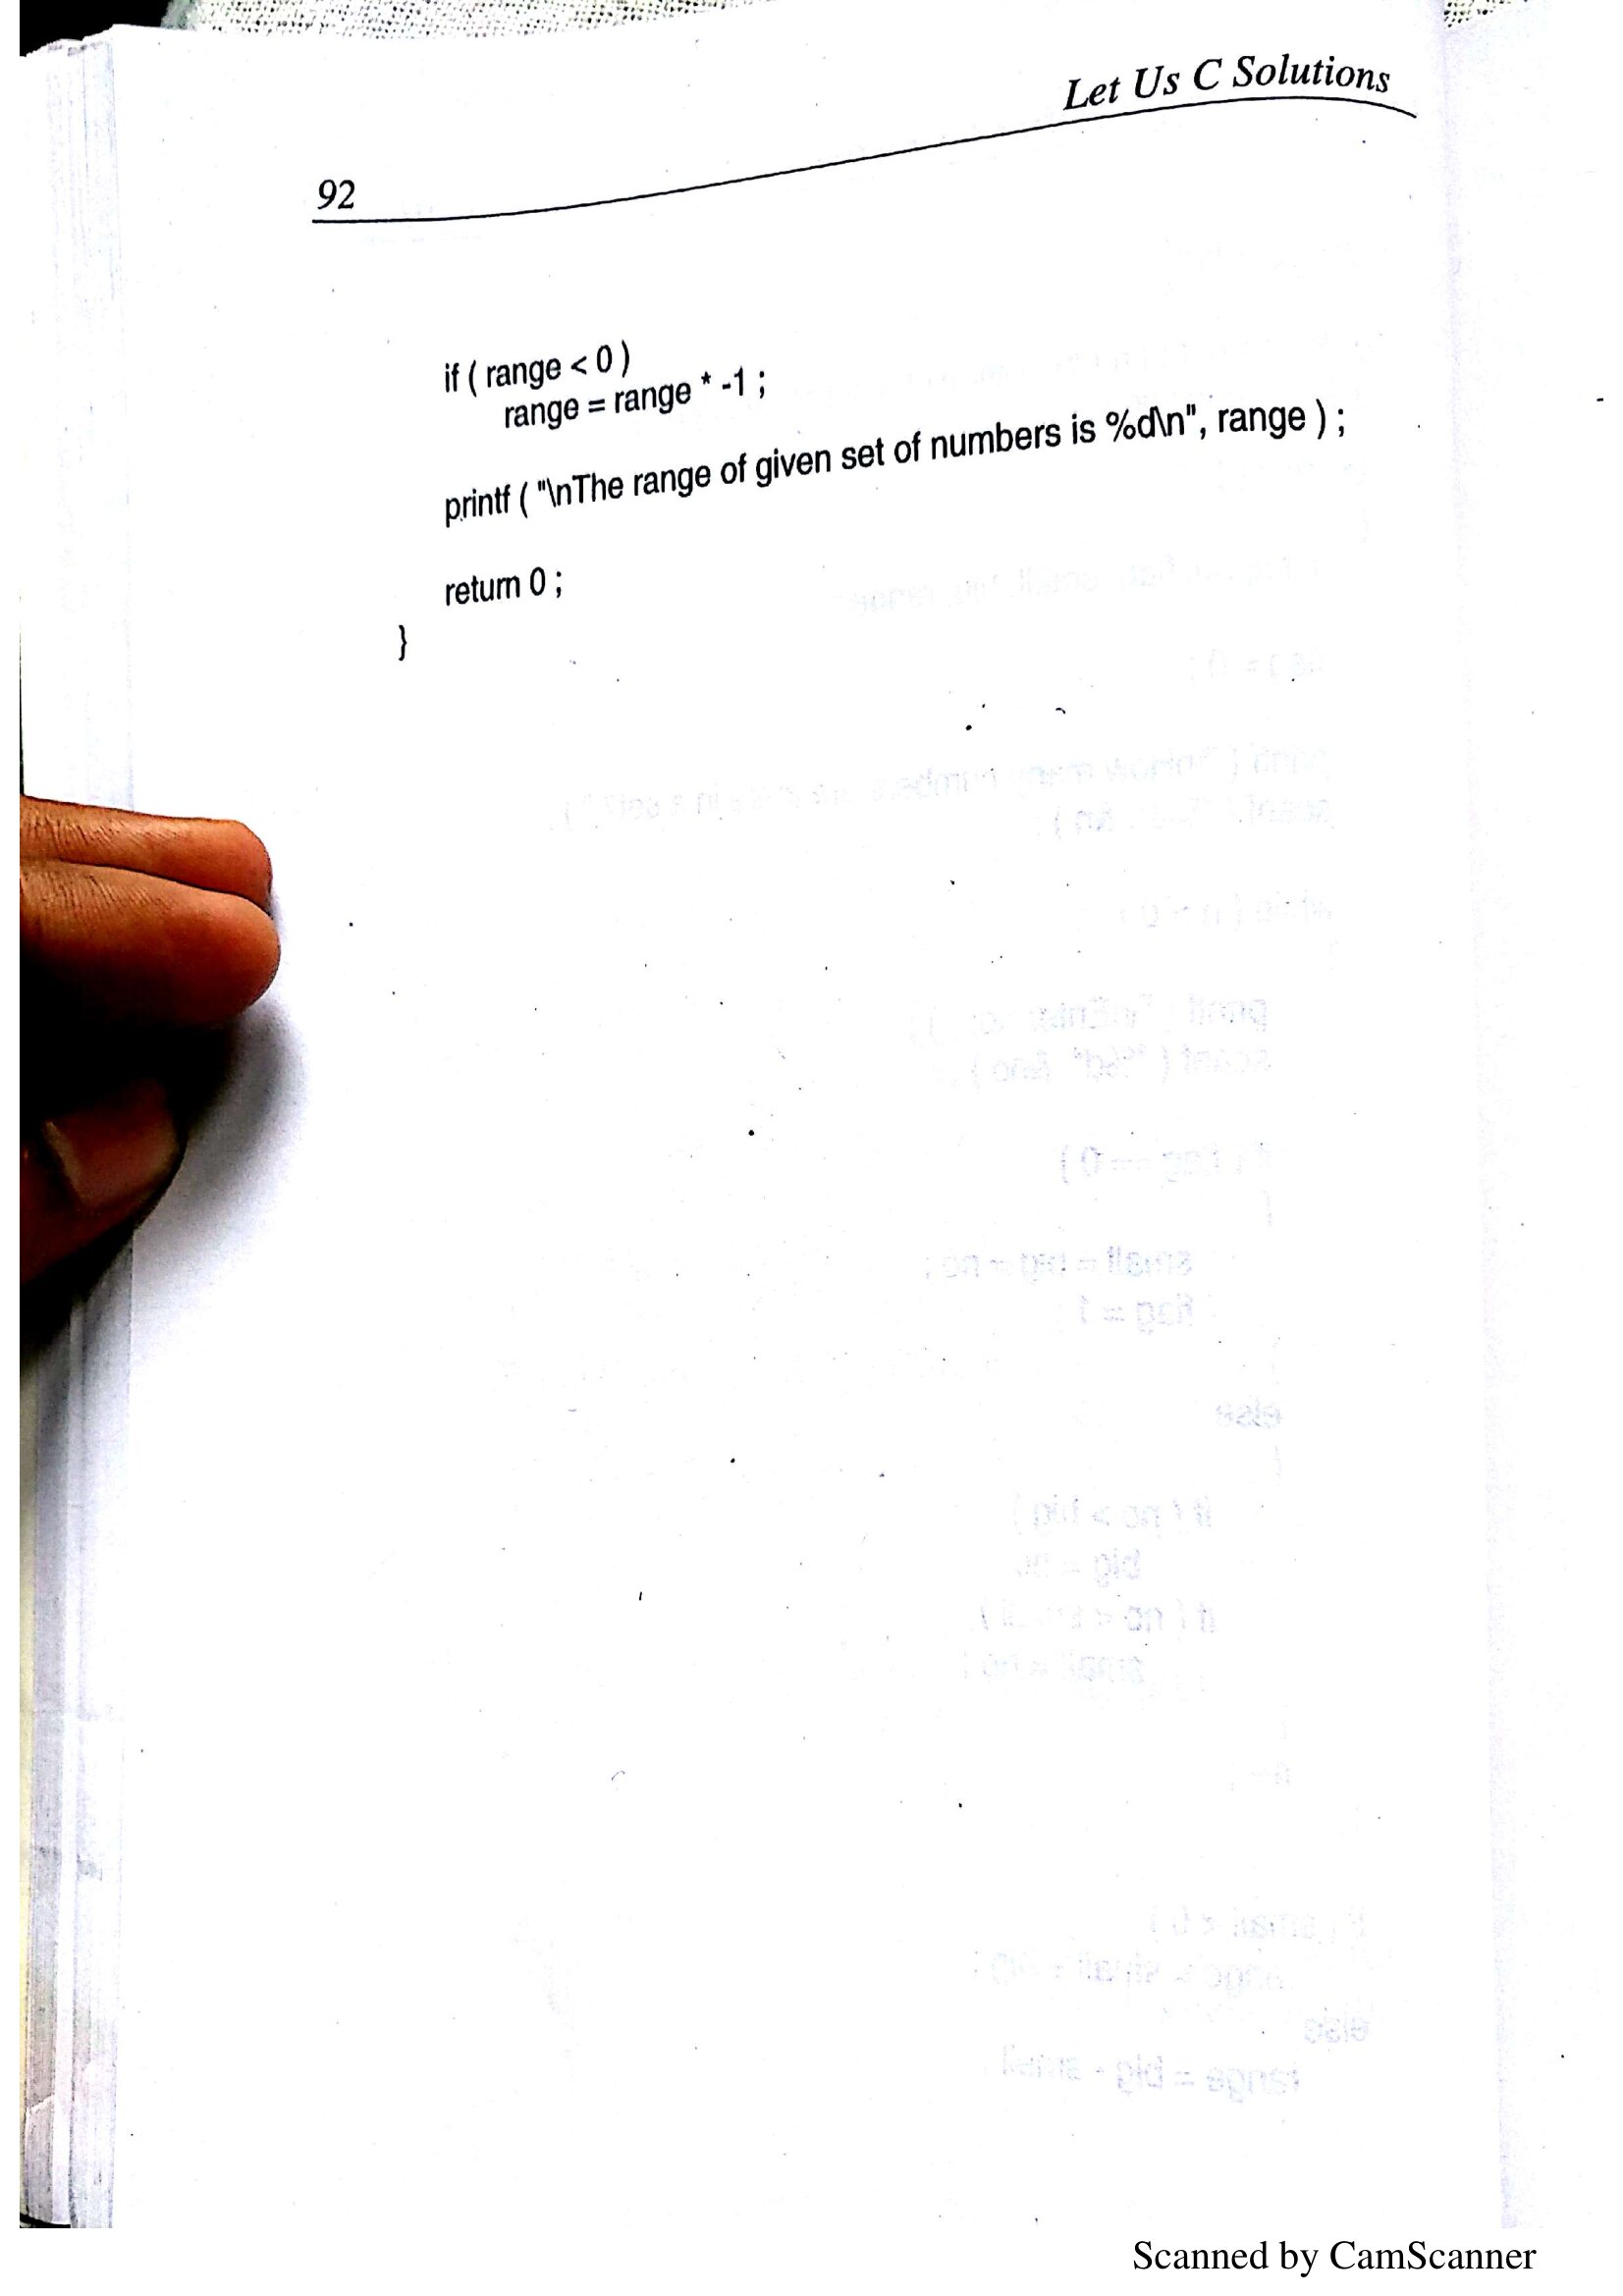 Let Us C Solutions
92
if ( range < 0 )
range = range * -1 ;
printf ( "\nThe range of given set of numbers is %d\n", range ) ;
return 0 ;
}
Scanned by CamScanner